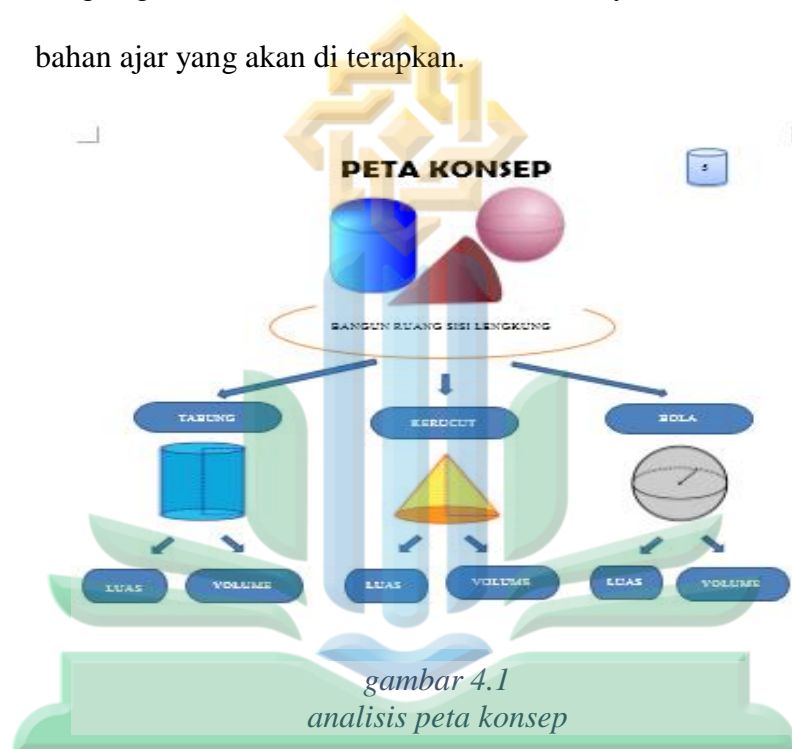 bahan ajar yang akan di terapkan.
PETA KONSEP
5
BANGUN RUANG SISI LENGKUNG
TABUNG
KERUCUT
BOLA
LUAS
VOLUME
LUAS
VOLUME
LUAS
VOLUME
gambar 4.1
analisis peta konsep